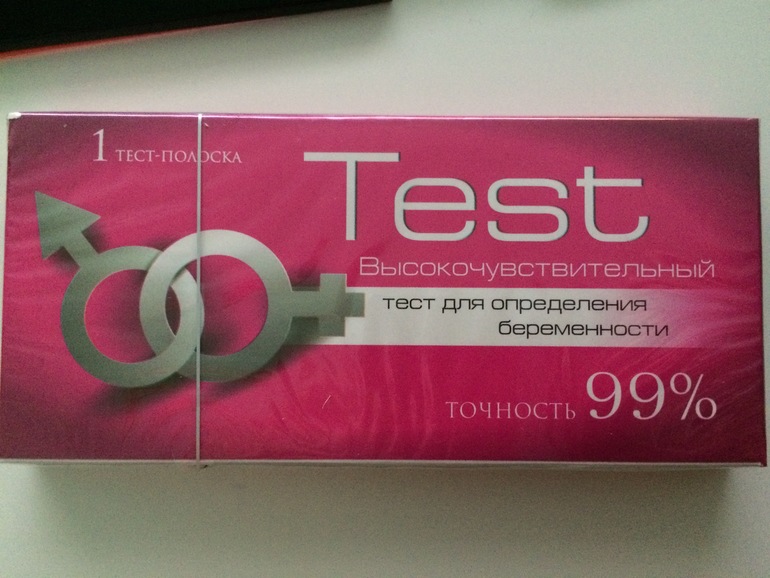 1 ТЕСТ-ПОЛОСКА
Test
Высокочувствительный
тест для определения
беременности
ТОЧНОСТЬ 99%